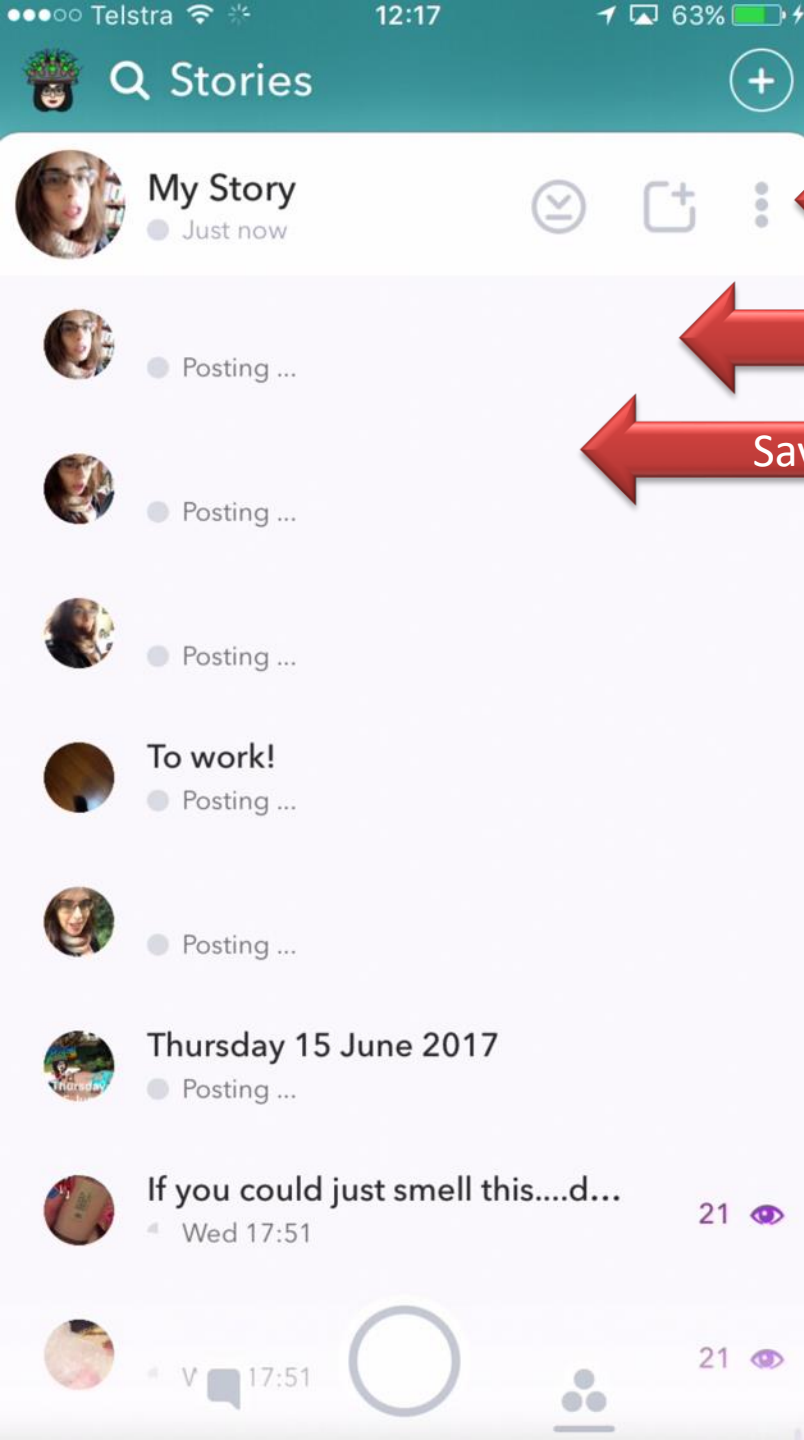 Telstra 12:17 63%
Stories
My Story
Just now
Posting ...
Sav
Posting ...
Posting ...
To work!
Posting ...
Posting ...
Thursday 15 June 2017
Posting ...
If you could just smell this....d...
Wed 17:51
21
17:51
21